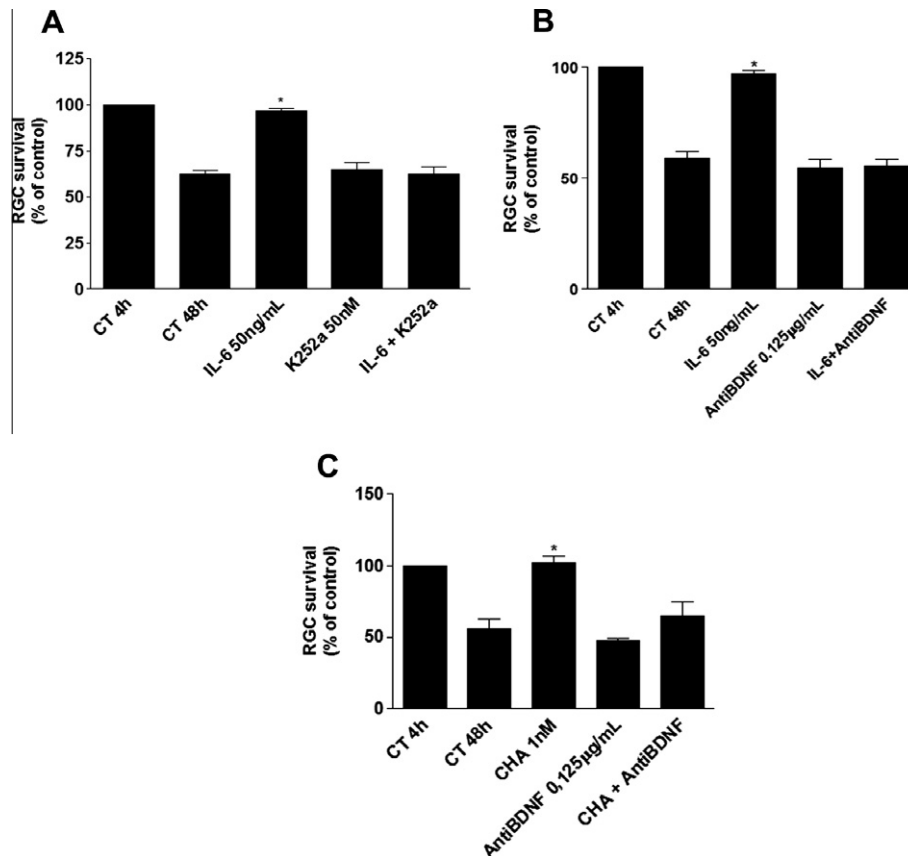 A
RGC survival
(% of control)
125
100
75
50
25
0
*
CT 4h
CT 48h
IL-6 50ng/mL
K252a 50nM
IL-6 + K252a
B
RGC survival
(% of control)
100
50
0
*
CT 4h
CT 48h
IL-6 50ng/mL
AntiBDNF 0.125µg/mL
IL-6+AntiBDNF
C
RGC survival
(% of control)
150
100
50
0
*
CT 4h
CT 48h
CHA 1nM
AntiBDNF 0,125µg/mL
CHA + AntiBDNF